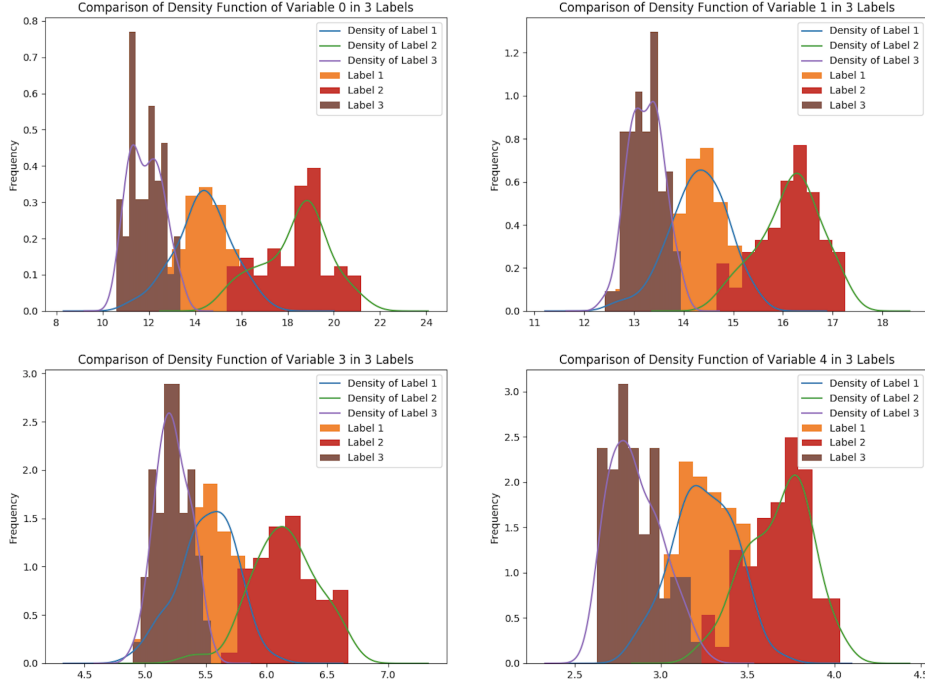 Comparison of Density Function of Variable 0 in 3 Labels
0.8
0.7
0.6
0.5
0.4
0.3
0.2
0.1
0.0
Frequency
8 10 12 14 16 18 20 22 24
Density of Label 1
Density of Label 2
Density of Label 3
Label 1
Label 2
Label 3
Comparison of Density Function of Variable 1 in 3 Labels
1.2
1.0
0.8
0.6
0.4
0.2
0.0
Frequency
11 12 13 14 15 16 17 18
Density of Label 1
Density of Label 2
Density of Label 3
Label 1
Label 2
Label 3
Comparison of Density Function of Variable 3 in 3 Labels
3.0
2.5
2.0
1.5
1.0
0.5
0.0
Frequency
4.5 5.0 5.5 6.0 6.5 7.0
Density of Label 1
Density of Label 2
Density of Label 3
Label 1
Label 2
Label 3
Comparison of Density Function of Variable 4 in 3 Labels
3.0
2.5
2.0
1.5
1.0
0.5
0.0
Frequency
2.5 3.0 3.5 4.0 4.5
Density of Label 1
Density of Label 2
Density of Label 3
Label 1
Label 2
Label 3